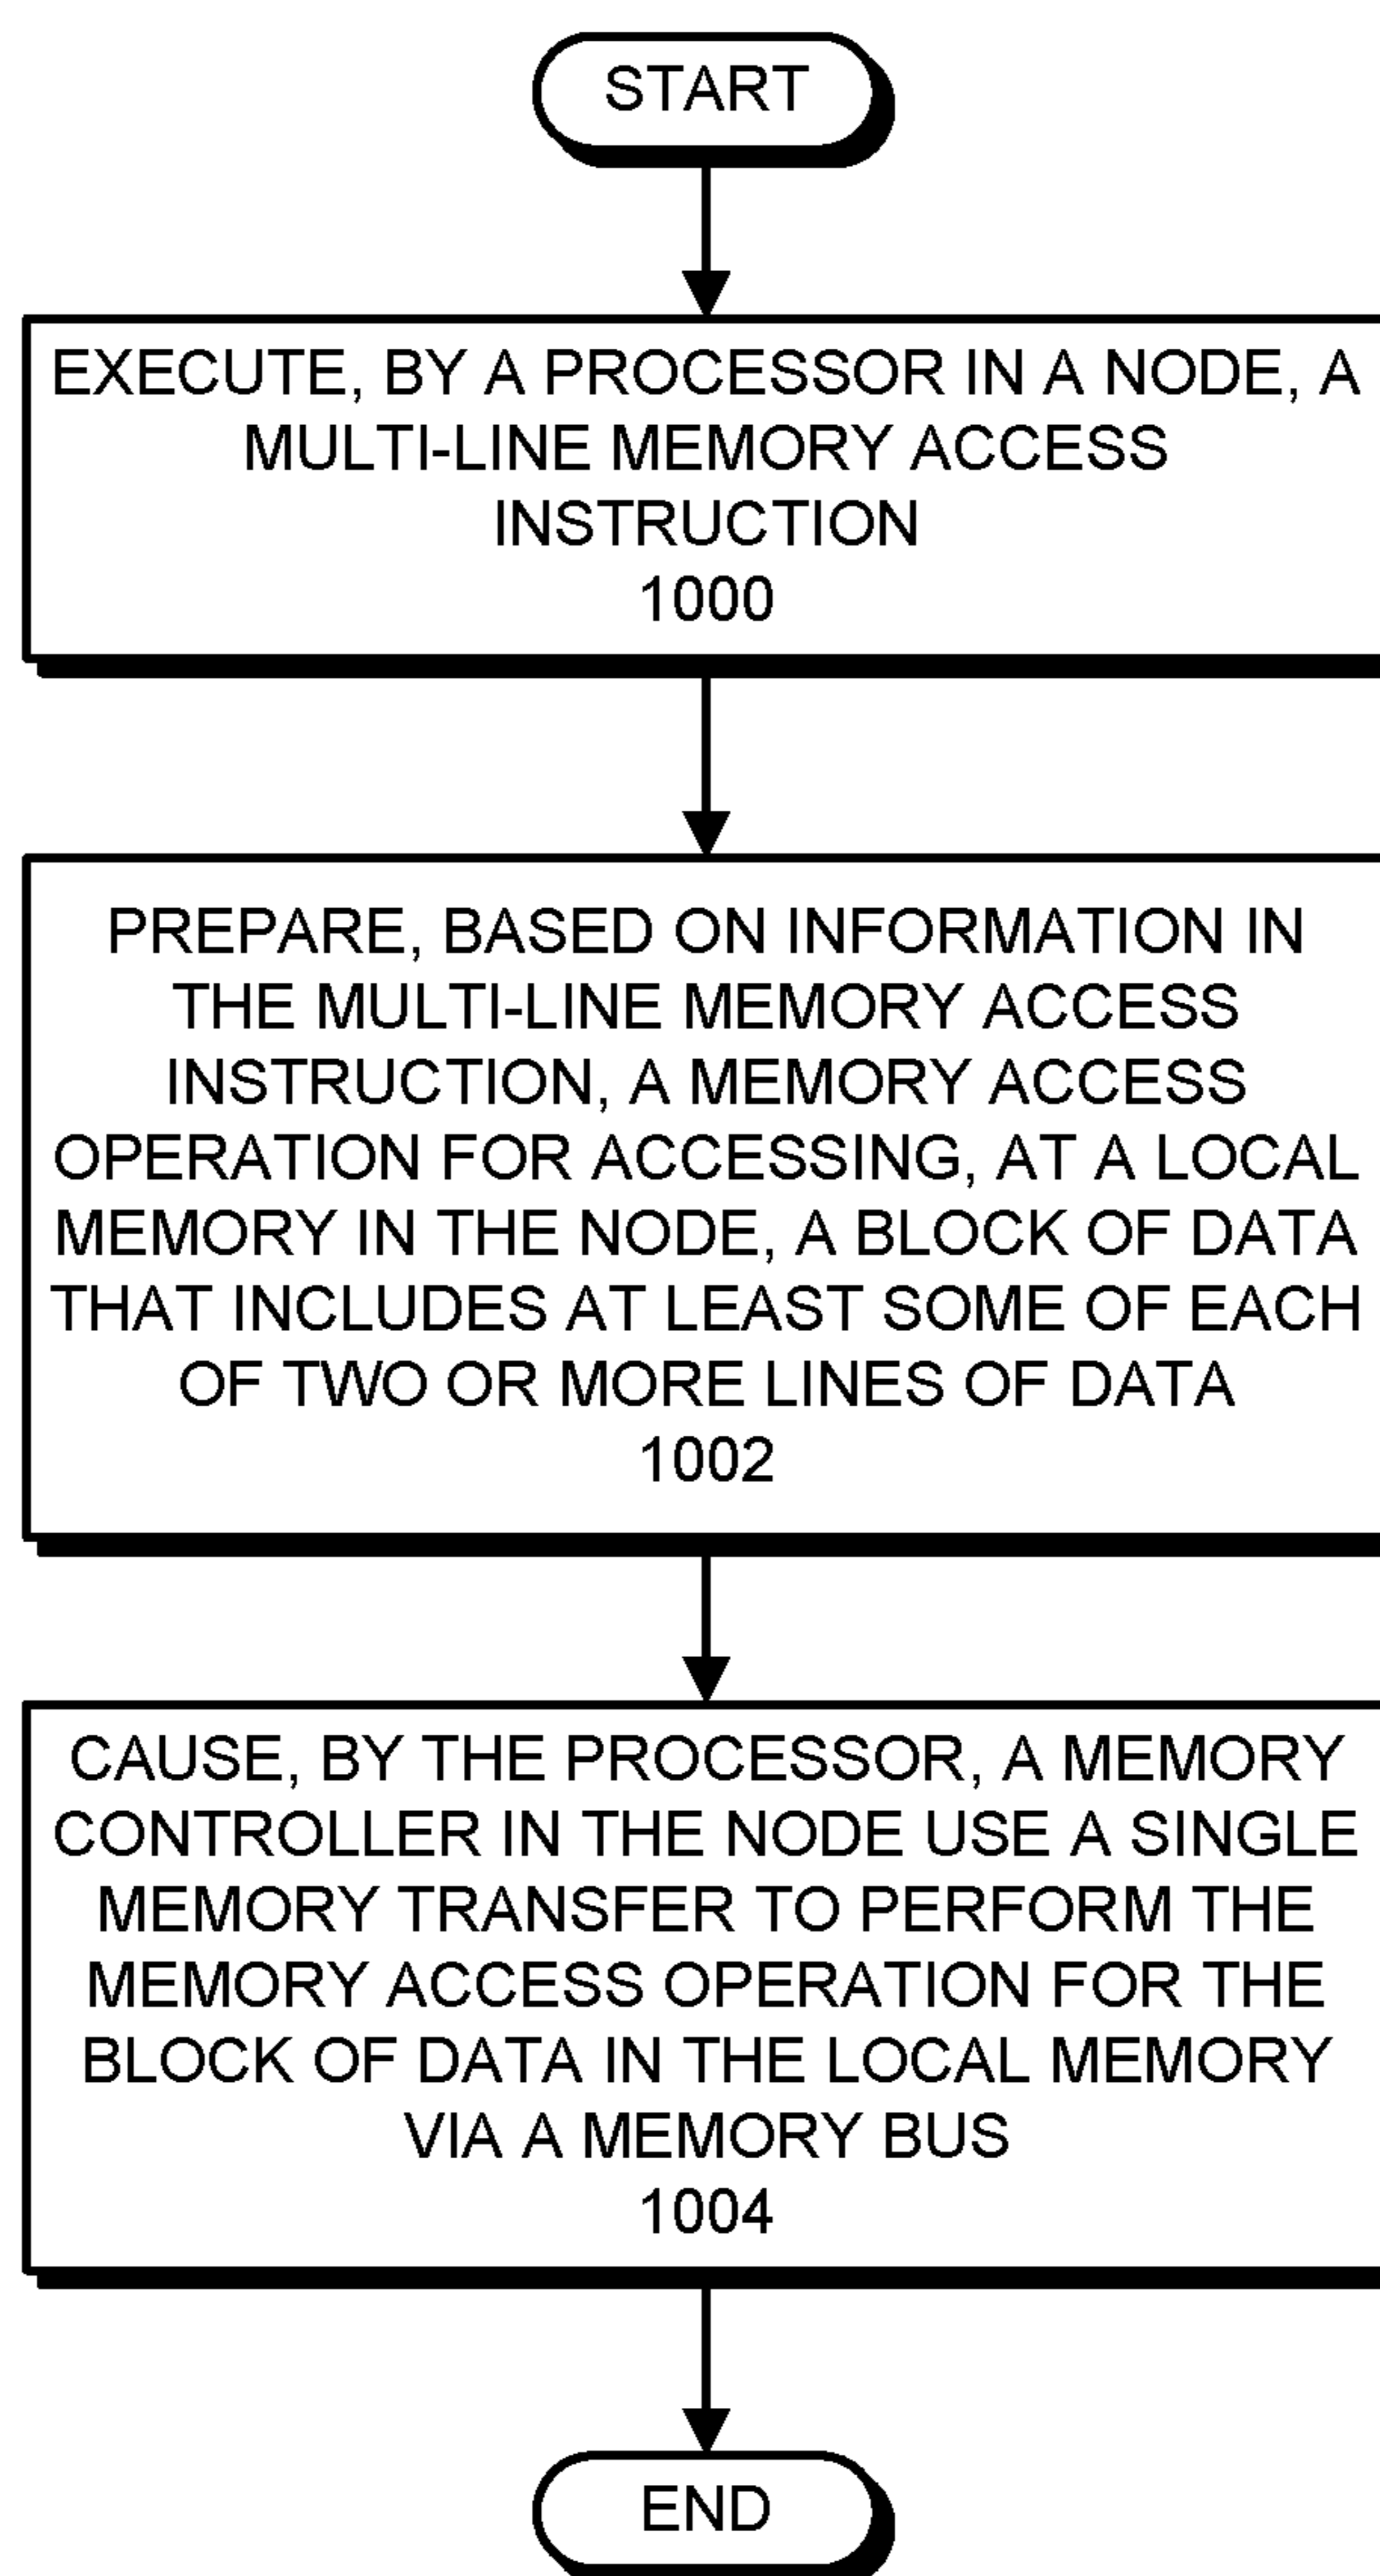 START
EXECUTE, BY A PROCESSOR IN A NODE, A
MULTI-LINE MEMORY ACCESS
INSTRUCTION
1000
PREPARE, BASED ON INFORMATION IN
THE MULTI-LINE MEMORY ACCESS
INSTRUCTION, A MEMORY ACCESS
OPERATION FOR ACCESSING, AT A LOCAL
MEMORY IN THE NODE, A BLOCK OF DATA
THAT INCLUDES AT LEAST SOME OF EACH
OF TWO OR MORE LINES OF DATA
1002
CAUSE, BY THE PROCESSOR, A MEMORY
CONTROLLER IN THE NODE USE A SINGLE
MEMORY TRANSFER TO PERFORM THE
MEMORY ACCESS OPERATION FOR THE
BLOCK OF DATA IN THE LOCAL MEMORY
VIA A MEMORY BUS
1004
END